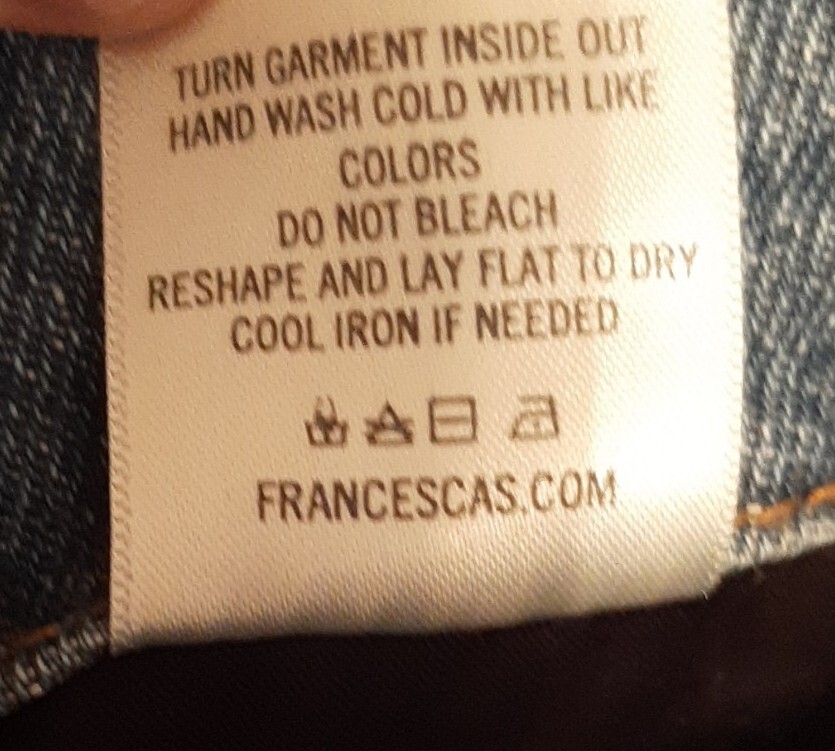 TURN GARMENT INSIDE OUT
HAND WASH COLD WITH LIKE
COLORS
DO NOT BLEACH
RESHAPE AND LAY FLAT TO DRY
COOL IRON IF NEEDED
FRANCESCAS.COM